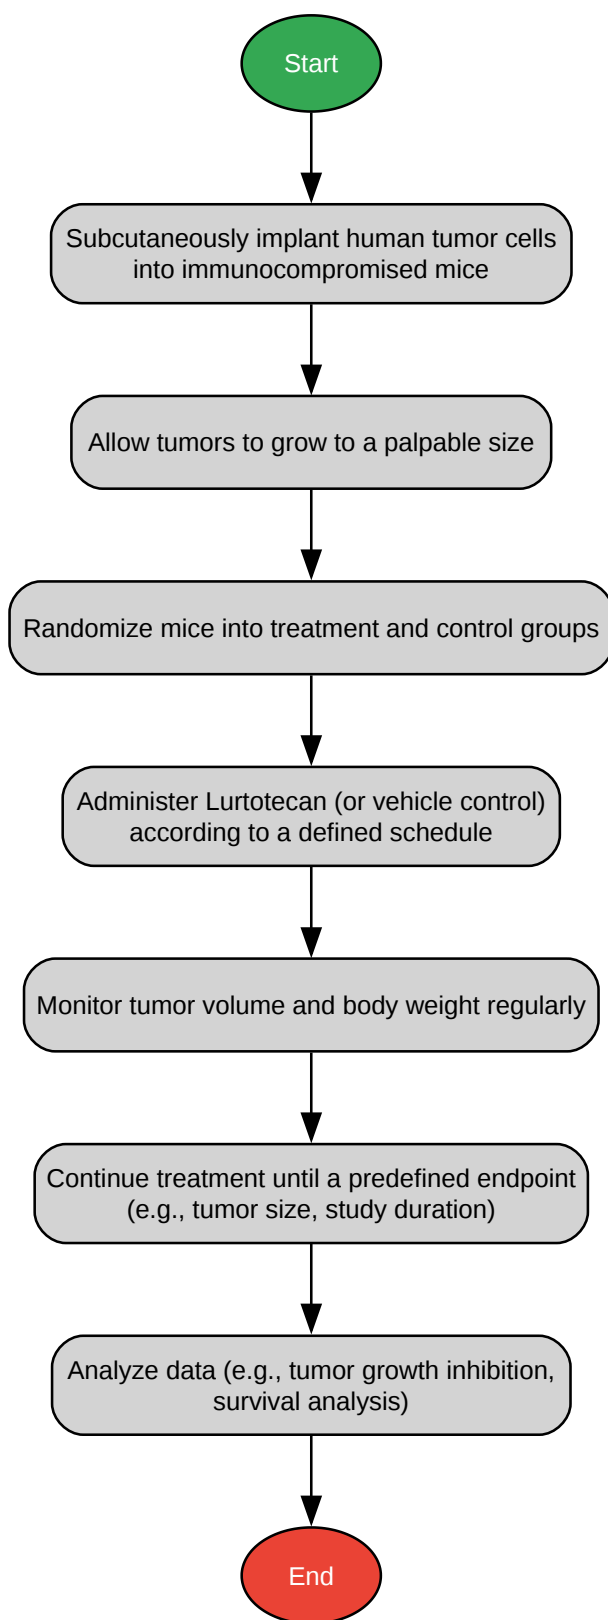 Start
Subcutaneously implant human tumor cells
into immunocompromised mice
Allow tumors to grow to a palpable size
Randomize mice into treatment and control groups
Administer Lurtotecan (or vehicle control)
according to a defined schedule
Monitor tumor volume and body weight regularly
Continue treatment until a predefined endpoint
(e.g., tumor size, study duration)
Analyze data (e.g., tumor growth inhibition,
survival analysis)
End